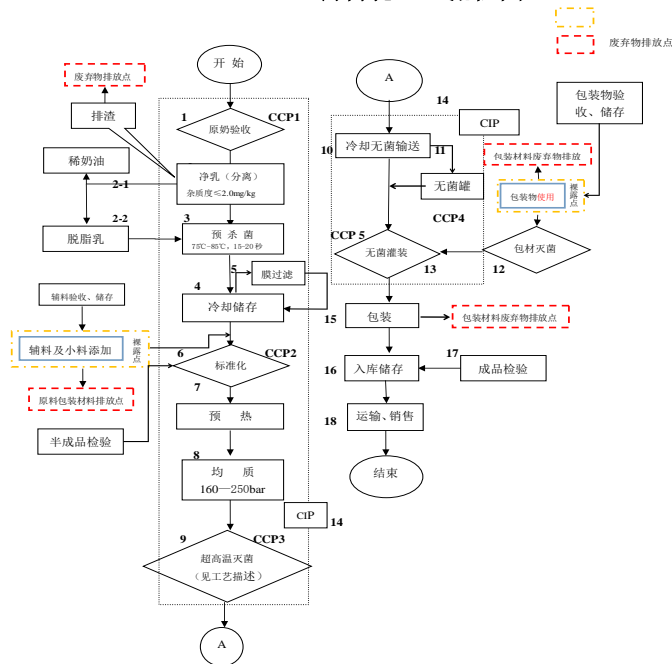 废弃物排放点
开 始
A
14
废弃物排放点
包装物验
收、储存
排渣
1
CCP1
原奶验收
CIP
10
冷却无菌输送
11
包装材料废弃物排放
稀奶油
净乳（分离）
杂质度≤2.0mg/kg
2-1
无菌罐
包装物使用
裸露点
2-2
3
CCP4
脱脂乳
预 杀 菌
75℃-85℃，15-20秒
CCP 5
无菌灌装
13
包材灭菌
12
5
膜过滤
4
冷却储存
辅料验收、储存
15
包装
包装材料废弃物排放点
辅料及小料添加
裸露点
6
CCP2
标准化
7
16
入库储存
17
成品检验
原料包装材料排放点
预 热
18
运输、销售
半成品检验
8
均 质
160—250bar
结束
CIP
14
9
CCP3
超高温灭菌
（见工艺描述）
A